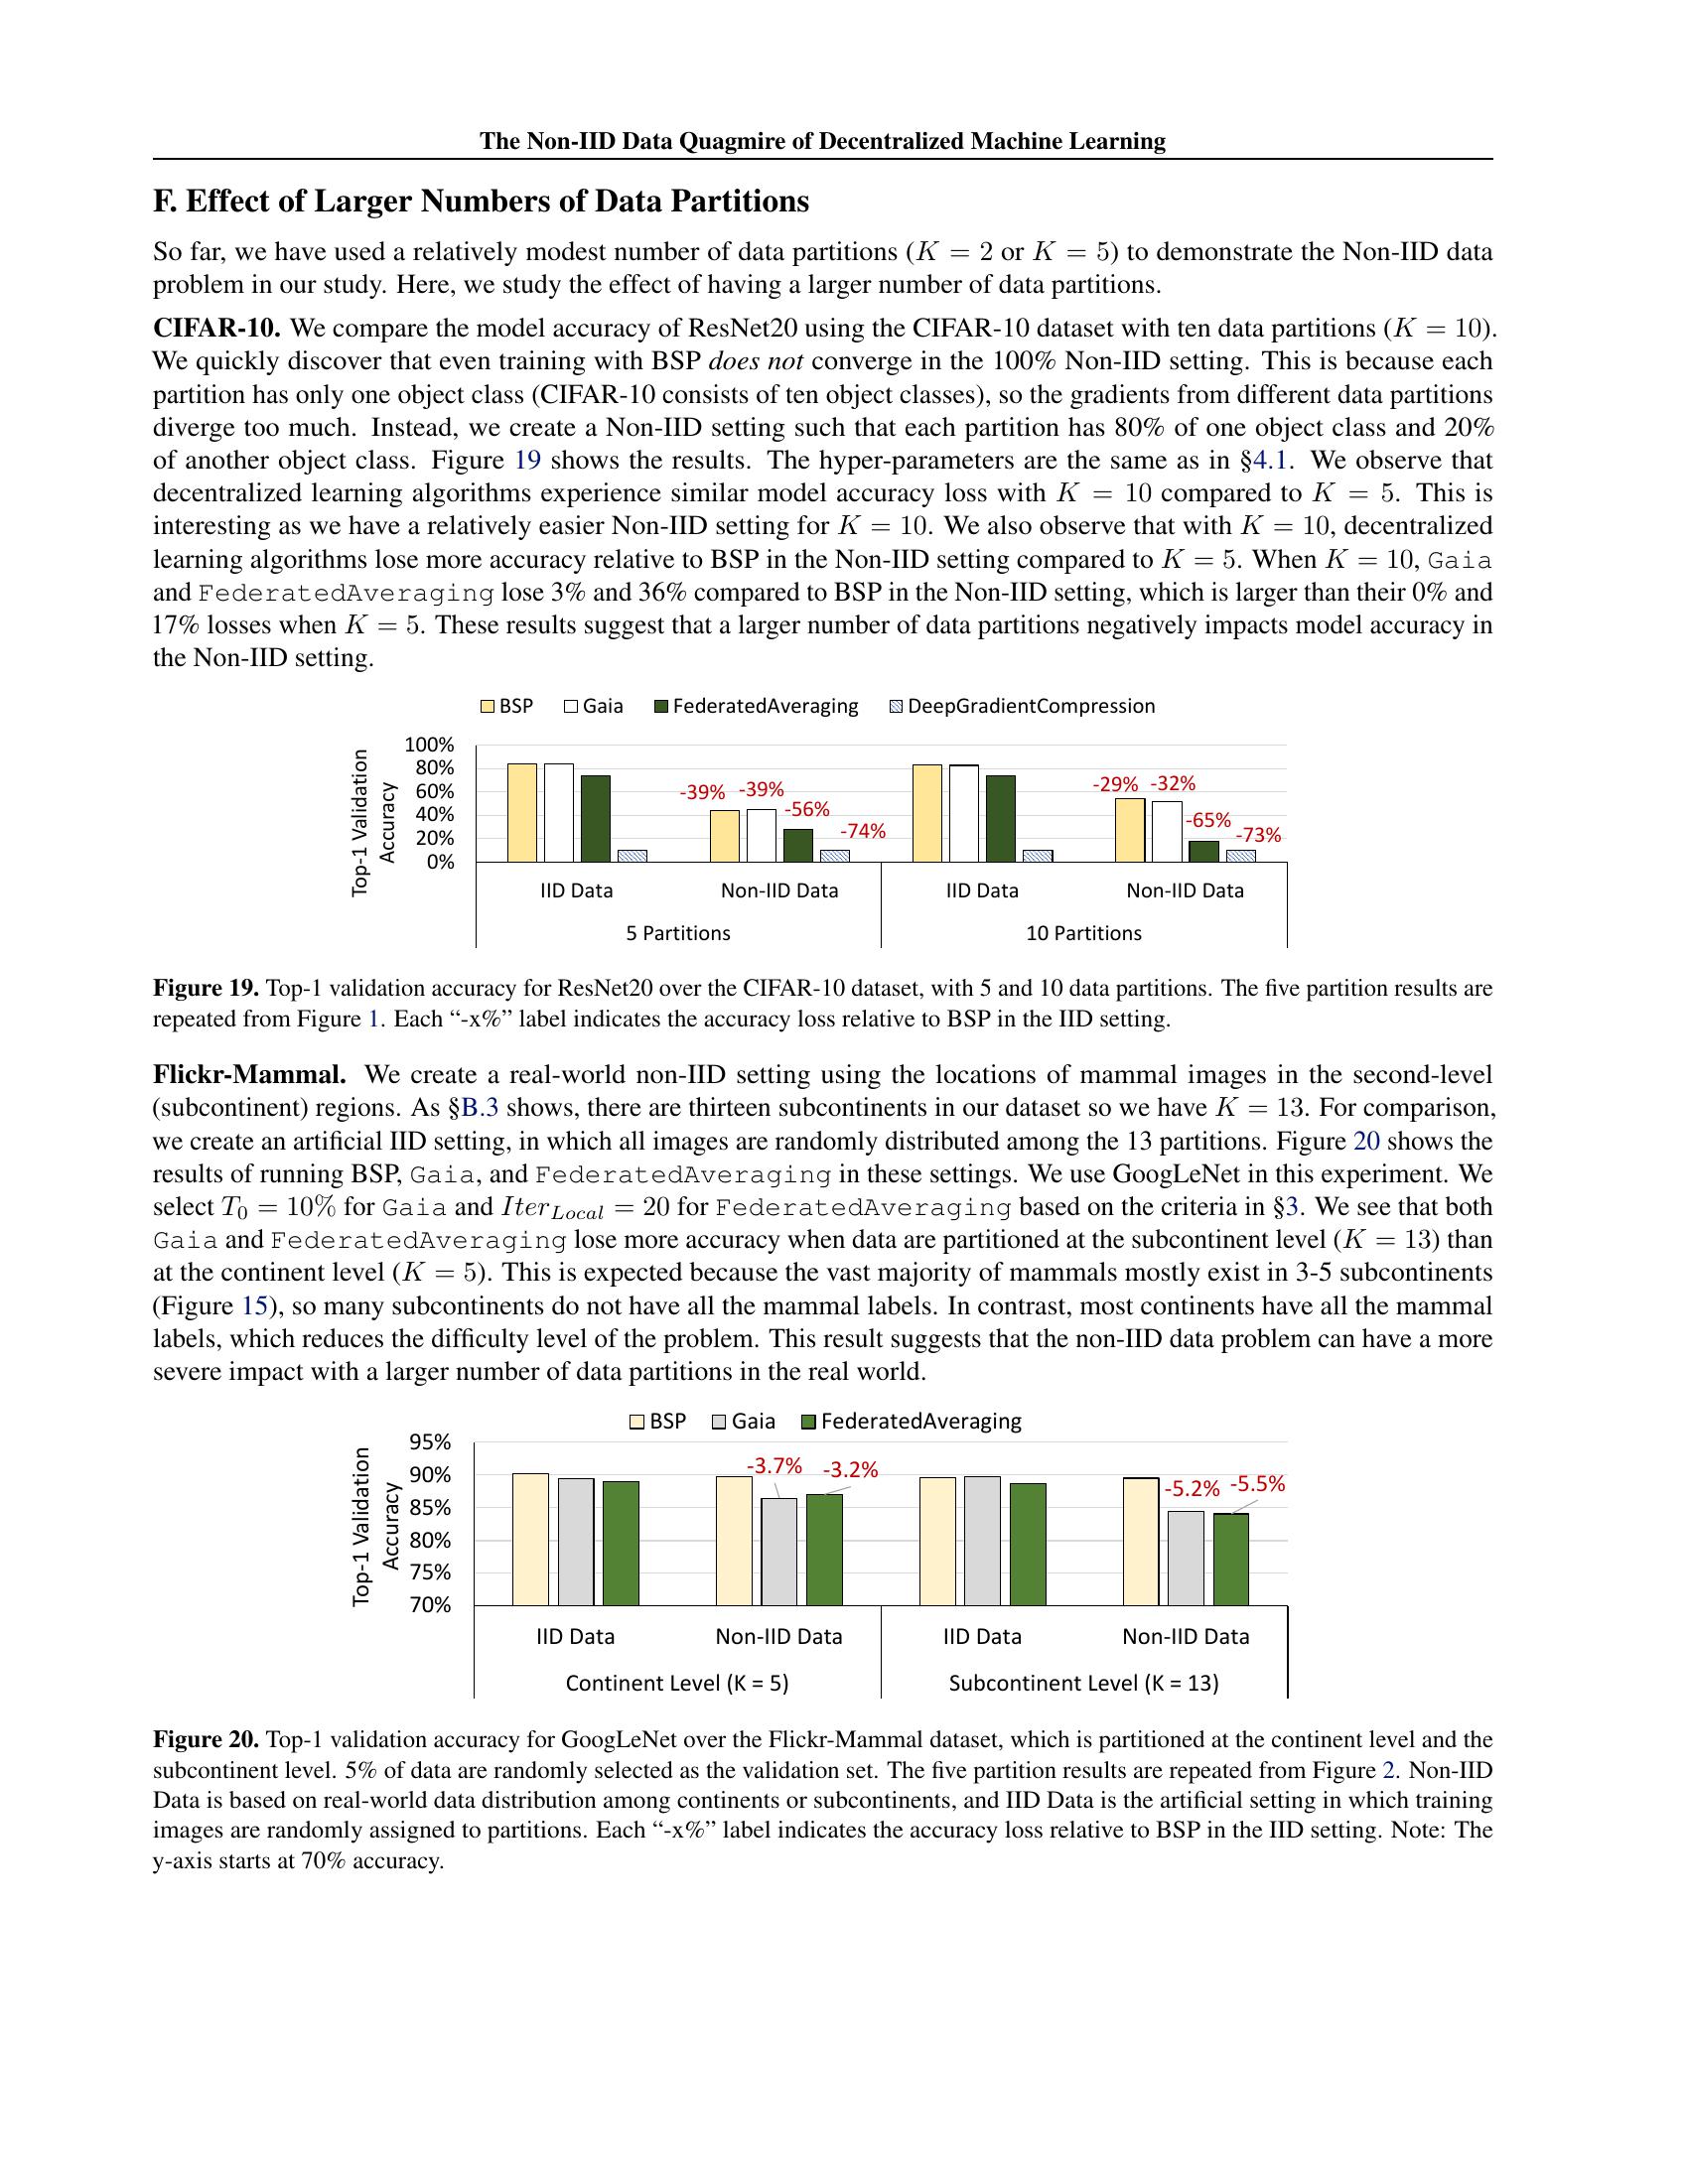 The Non-IID Data Quagmire of Decentralized Machine Learning
F. Effect of Larger Numbers of Data Partitions
So far, we have used a relatively modest number of data partitions (K = 2 or K = 5) to demonstrate the Non-IID data
problem in our study. Here, we study the effect of having a larger number of data partitions.
CIFAR-10. We compare the model accuracy of ResNet20 using the CIFAR-10 dataset with ten data partitions (K = 10).
We quickly discover that even training with BSP does not converge in the 100% Non-IID setting. This is because each
partition has only one object class (CIFAR-10 consists of ten object classes), so the gradients from different data partitions
diverge too much. Instead, we create a Non-IID setting such that each partition has 80% of one object class and 20%
of another object class. Figure 19 shows the results. The hyper-parameters are the same as in §4.1. We observe that
decentralized learning algorithms experience similar model accuracy loss with K = 10 compared to K = 5. This is
interesting as we have a relatively easier Non-IID setting for K = 10. We also observe that with K = 10, decentralized
learning algorithms lose more accuracy relative to BSP in the Non-IID setting compared to K = 5. When K = 10, Gaia
and FederatedAveraging lose 3% and 36% compared to BSP in the Non-IID setting, which is larger than their 0% and
17% losses when K = 5. These results suggest that a larger number of data partitions negatively impacts model accuracy in
the Non-IID setting.
BSP Gaia FederatedAveraging DeepGradientCompression
Top-1 Validation
Accuracy
100%
80%
60%
40%
20%
0%
-39% -39% -56% -74%
-29% -32% -65% -73%
IID Data Non-IID Data IID Data Non-IID Data
5 Partitions 10 Partitions
Figure 19. Top-1 validation accuracy for ResNet20 over the CIFAR-10 dataset, with 5 and 10 data partitions. The five partition results are
repeated from Figure 1. Each “-x%” label indicates the accuracy loss relative to BSP in the IID setting.
Flickr-Mammal. We create a real-world non-IID setting using the locations of mammal images in the second-level
(subcontinent) regions. As §B.3 shows, there are thirteen subcontinents in our dataset so we have K = 13. For comparison,
we create an artificial IID setting, in which all images are randomly distributed among the 13 partitions. Figure 20 shows the
results of running BSP, Gaia, and FederatedAveraging in these settings. We use GoogLeNet in this experiment. We
select T0 = 10% for Gaia and IterLocal = 20 for FederatedAveraging based on the criteria in §3. We see that both
Gaia and FederatedAveraging lose more accuracy when data are partitioned at the subcontinent level (K = 13) than
at the continent level (K = 5). This is expected because the vast majority of mammals mostly exist in 3-5 subcontinents
(Figure 15), so many subcontinents do not have all the mammal labels. In contrast, most continents have all the mammal
labels, which reduces the difficulty level of the problem. This result suggests that the non-IID data problem can have a more
severe impact with a larger number of data partitions in the real world.
BSP Gaia FederatedAveraging
Top-1 Validation
Accuracy
95%
90%
85%
80%
75%
70%
-3.7% -3.2%
-5.2% -5.5%
IID Data Non-IID Data IID Data Non-IID Data
Continent Level (K = 5) Subcontinent Level (K = 13)
Figure 20. Top-1 validation accuracy for GoogLeNet over the Flickr-Mammal dataset, which is partitioned at the continent level and the
subcontinent level. 5% of data are randomly selected as the validation set. The five partition results are repeated from Figure 2. Non-IID
Data is based on real-world data distribution among continents or subcontinents, and IID Data is the artificial setting in which training
images are randomly assigned to partitions. Each “-x%” label indicates the accuracy loss relative to BSP in the IID setting. Note: The
y-axis starts at 70% accuracy.